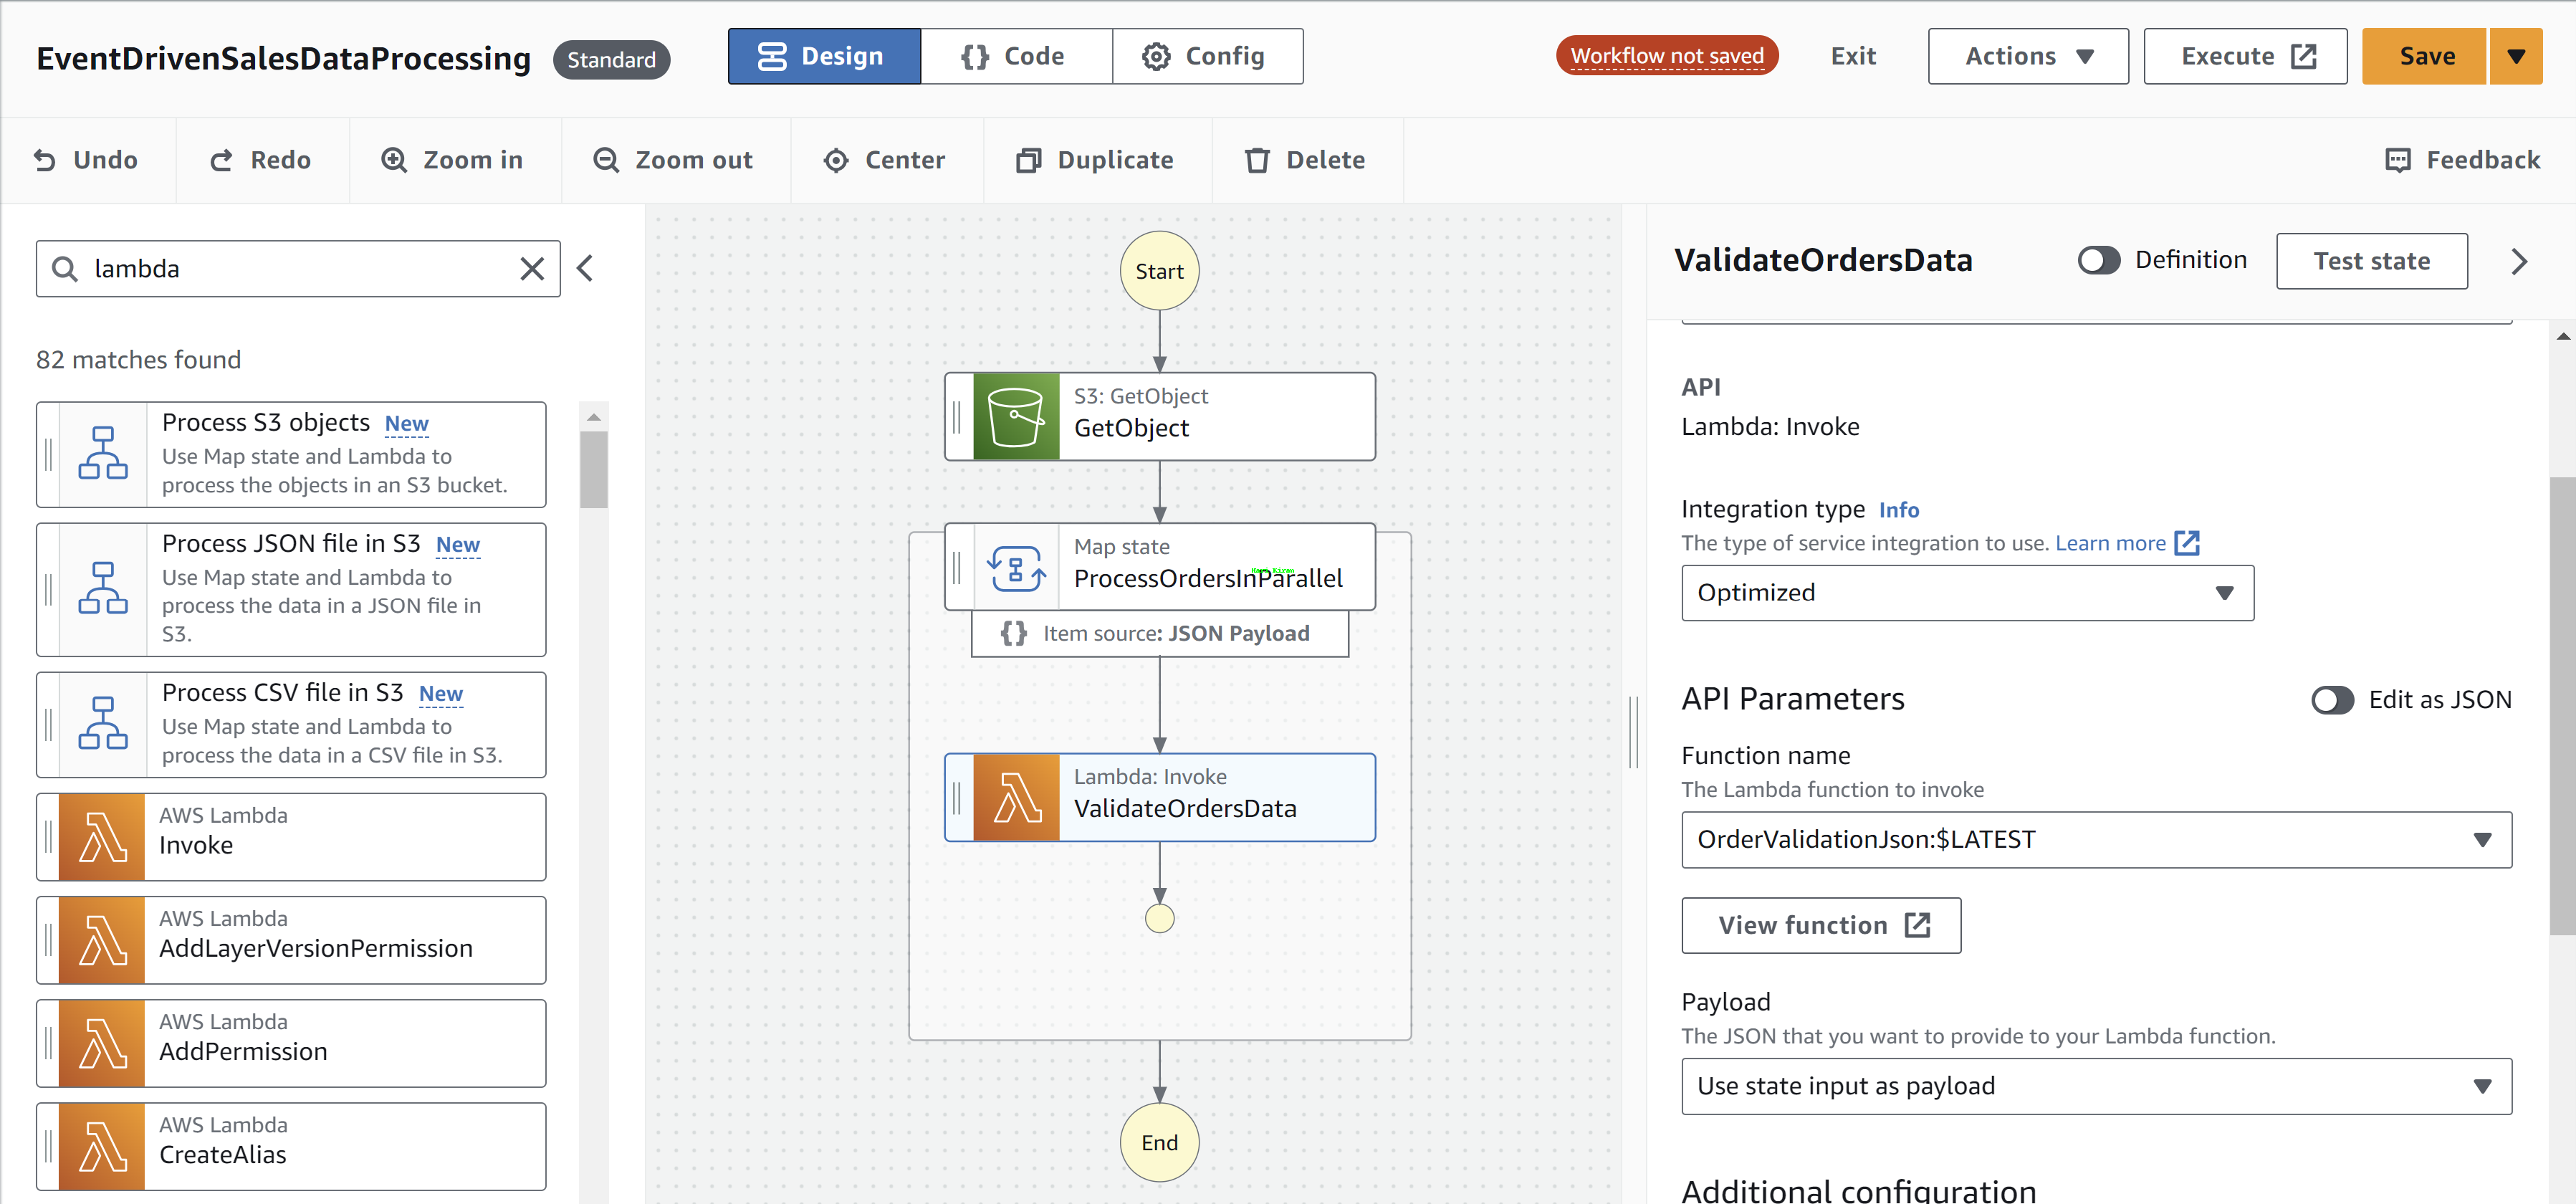 EventDrivenSalesDataProcessing Standard
Design Code Config
Workflow not saved Exit Actions Execute Save
Undo Redo Zoom in Zoom out Center Duplicate Delete Feedback
lambda
82 matches found
Process S3 objects New
Use Map state and Lambda to
process the objects in an S3 bucket.
Process JSON file in S3 New
Use Map state and Lambda to
process the data in a JSON file in
S3.
Process CSV file in S3 New
Use Map state and Lambda to
process the data in a CSV file in S3.
AWS Lambda
Invoke
AWS Lambda
AddLayerVersionPermission
AWS Lambda
AddPermission
AWS Lambda
CreateAlias
Start
S3: GetObject
GetObject
Map state
ProcessOrdersInParallel
{} Item source: JSON Payload
Lambda: Invoke
ValidateOrdersData
End
ValidateOrdersData Definition Test state
API
Lambda: Invoke
Integration type Info
The type of service integration to use. Learn more
Optimized
API Parameters Edit as JSON
Function name
The Lambda function to invoke
OrderValidationJson:$LATEST
View function
Payload
The JSON that you want to provide to your Lambda function.
Use state input as payload
Additional configuration